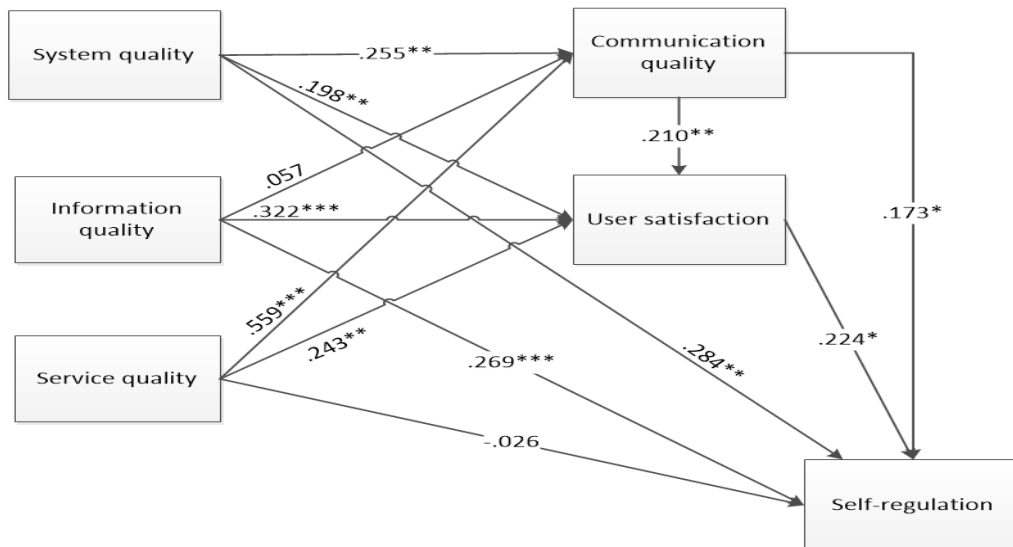 System quality
.255**
Communication
quality
.198**
.210**
.057
Information
quality
.322***
User satisfaction
.173*
.559***
.243**
.269***
.284**
.224*
Service quality
-.026
Self-regulation